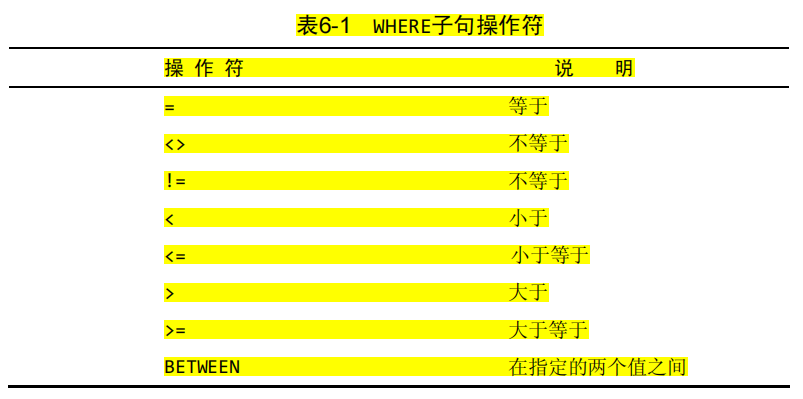 表6-1 WHERE子句操作符
操 作 符 说 明
= 等于
<> 不等于
!= 不等于
< 小于
<= 小于等于
> 大于
>= 大于等于
BETWEEN 在指定的两个值之间